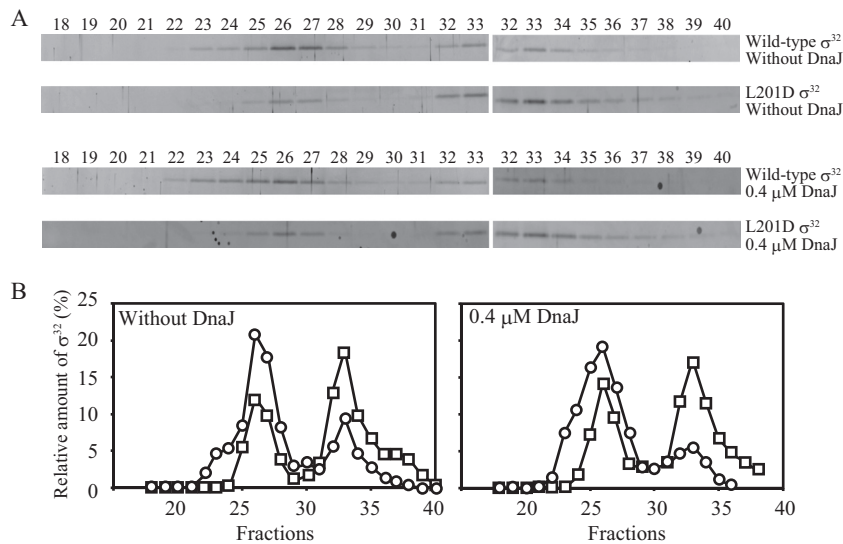 A
18 19 20 21 22 23 24 25 26 27 28 29 30 31 32 33 32 33 34 35 36 37 38 39 40
Wild-type σ³²
Without DnaJ
L201D σ³²
Without DnaJ
18 19 20 21 22 23 24 25 26 27 28 29 30 31 32 33 32 33 34 35 36 37 38 39 40
Wild-type σ³²
0.4 μM DnaJ
L201D σ³²
0.4 μM DnaJ
B
Relative amount of σ³² (%)
25
20
15
10
5
0
Without DnaJ
20 25 30 35 40
Fractions
0.4 μM DnaJ
20 25 30 35 40
Fractions